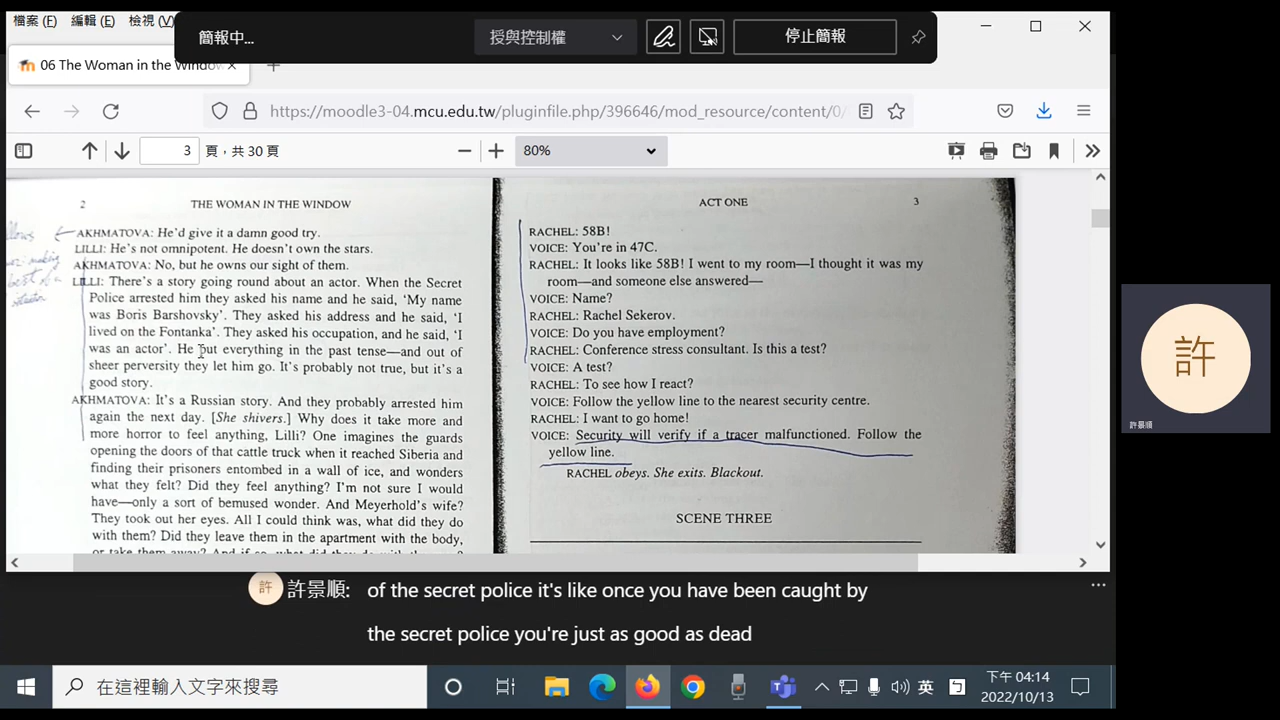 檔案 (F) 編輯 (E) 檢視 (V)
簡報中...
授與控制權
停止簡報
06 The Woman in the Window
https://moodle3-04.mcu.edu.tw/pluginfile.php/396646/mod_resource/content/0/
3 頁，共 30 頁
80%
2 THE WOMAN IN THE WINDOW
AKHMATOVA: He'd give it a damn good try.
LILLI: He's not omnipotent. He doesn't own the stars.
AKHMATOVA: No, but he owns our sight of them.
LILLI: There's a story going round about an actor. When the Secret
Police arrested him they asked his name and he said, 'My name
was Boris Barshovsky'. They asked his address and he said, 'I
lived on the Fontanka'. They asked his occupation, and he said, 'I
was an actor'. He put everything in the past tense—and out of
sheer perversity they let him go. It's probably not true, but it's a
good story.
AKHMATOVA: It's a Russian story. And they probably arrested him
again the next day. [She shivers.] Why does it take more and
more horror to feel anything, Lilli? One imagines the guards
opening the doors of that cattle truck when it reached Siberia and
finding their prisoners entombed in a wall of ice, and wonders
what they felt? Did they feel anything? I'm not sure I would
have—only a sort of bemused wonder. And Meyerhold's wife?
They took out her eyes. All I could think was, what did they do
with them? Did they leave them in the apartment with the body,
or take them away? And if so, what did they do with them?
ACT ONE 3
RACHEL: 58B!
VOICE: You're in 47C.
RACHEL: It looks like 58B! I went to my room—I thought it was my
room—and someone else answered—
VOICE: Name?
RACHEL: Rachel Sekerov.
VOICE: Do you have employment?
RACHEL: Conference stress consultant. Is this a test?
VOICE: A test?
RACHEL: To see how I react?
VOICE: Follow the yellow line to the nearest security centre.
RACHEL: I want to go home!
VOICE: Security will verify if a tracer malfunctioned. Follow the
yellow line.
RACHEL obeys. She exits. Blackout.
SCENE THREE
許
許景順
許 許景順: of the secret police it's like once you have been caught by
the secret police you're just as good as dead
在這裡輸入文字來搜尋
英
下午 04:14
2022/10/13